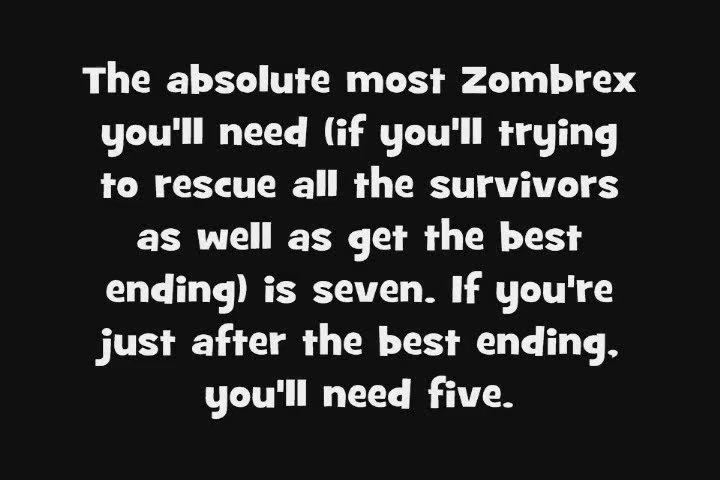 The absolute most Zombrex
you'll need (if you'll trying
to rescue all the survivors
as well as get the best
ending) is seven. If you're
just after the best ending,
you'll need five.